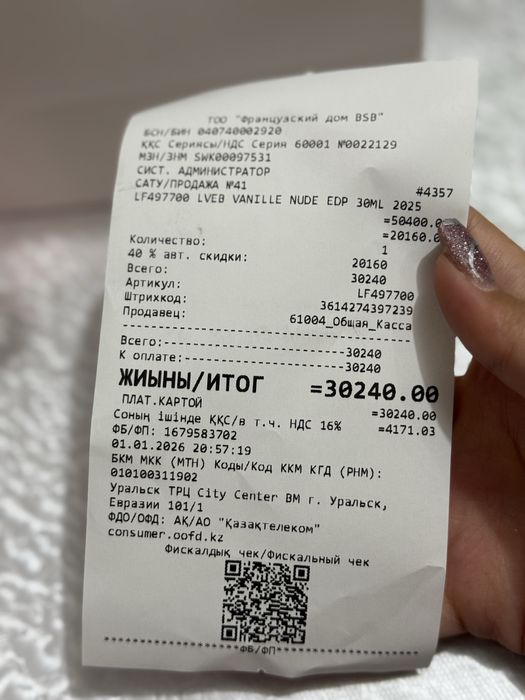 ТОО "Французский дом BSB"
БСН/БИН 040740002920
ҚҚС Сериясы/НДС Серия 60001 №0022129
МЗН/ЗНМ SWK00097531
СИСТ. АДМИНИСТРАТОР
САТУ/ПРОДАЖА №41 #4357
LF497700 LVEB VANILLE NUDE EDP 30ML 2025
=50400.0
=20160.0
Количество: 1
40 % авт. скидки: 20160
Всего: 30240
Артикул: LF497700
Штрихкод: 3614274397239
Продавец: 61004_Общая_Касса
Всего:-----------------------30240
К оплате:--------------------30240
ЖИЫНЫ/ИТОГ =30240.00
ПЛАТ.КАРТОЙ =30240.00
Соның ішінде ҚҚС/в т.ч. НДС 16% =4171.03
ФБ/ФП: 1679583702
01.01.2026 20:57:19
БКМ МКК (МТН) Коды/Код ККМ КГД (РНМ):
010100311902
Уральск ТРЦ City Center ВМ г. Уральск,
Евразии 101/1
ФДО/ОФД: АҚ/АО "Қазақтелеком"
consumer.oofd.kz
Фискалдық чек/Фискальный чек
ФБ/ФП